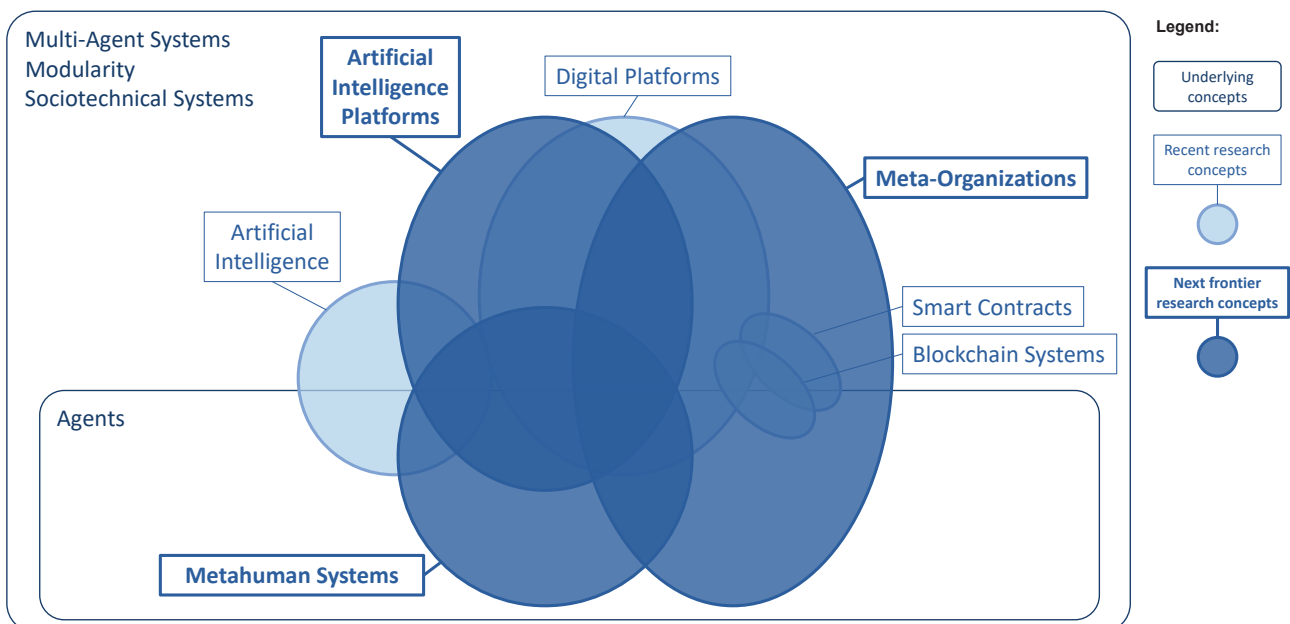 Multi-Agent Systems
Modularity
Sociotechnical Systems
Artificial
Intelligence
Platforms
Digital Platforms
Meta-Organizations
Artificial
Intelligence
Smart Contracts
Blockchain Systems
Agents
Metahuman Systems
Legend:
Underlying
concepts
Recent research
concepts
Next frontier
research concepts